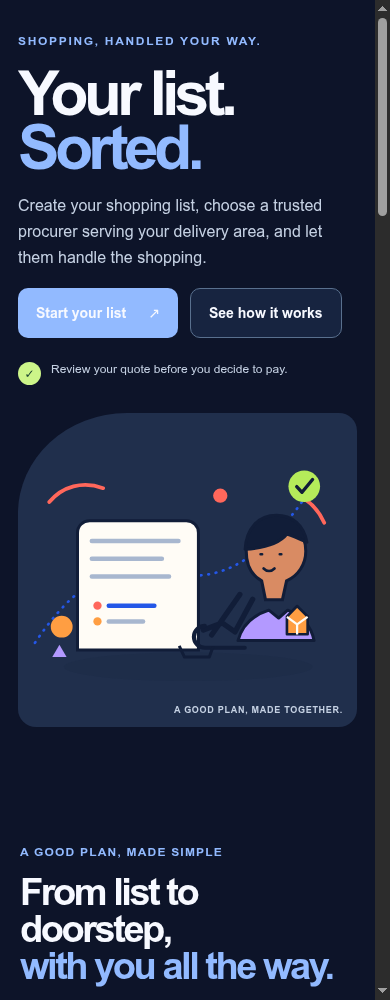 SHOPPING, HANDLED YOUR WAY.
Your list.
Sorted.
Create your shopping list, choose a trusted
procurer serving your delivery area, and let
them handle the shopping.
Start your list ↗
See how it works
✓ Review your quote before you decide to pay.
A GOOD PLAN, MADE TOGETHER.
A GOOD PLAN, MADE SIMPLE
From list to
doorstep,
with you all the way.